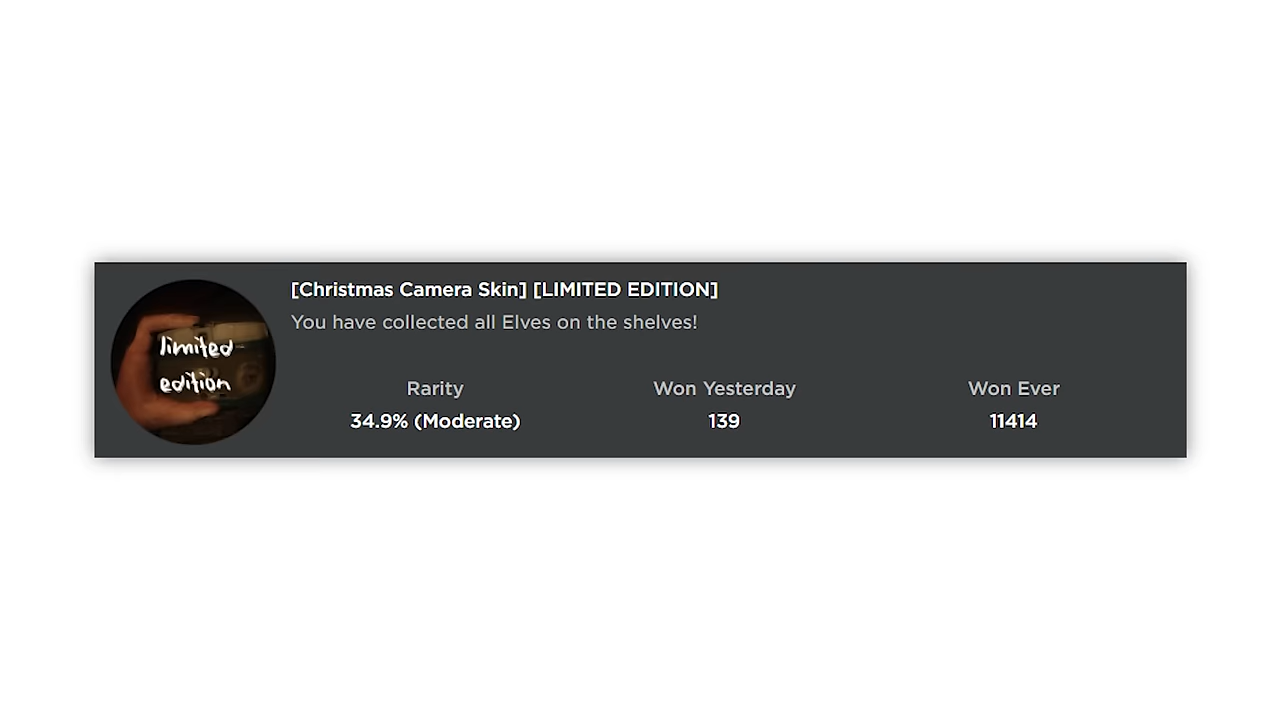 [Christmas Camera Skin] [LIMITED EDITION]
You have collected all Elves on the shelves!
limited
edition
Rarity
Won Yesterday
Won Ever
34.9% (Moderate)
139
11414